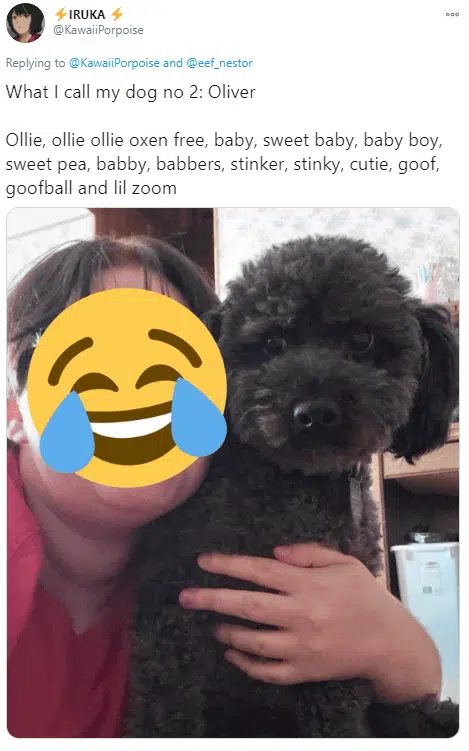 ⚡IRUKA ⚡
@KawaiiPorpoise
Replying to @KawaiiPorpoise and @eef_nestor
What I call my dog no 2: Oliver
Ollie, ollie ollie oxen free, baby, sweet baby, baby boy,
sweet pea, babby, babbers, stinker, stinky, cutie, goof,
goofball and lil zoom